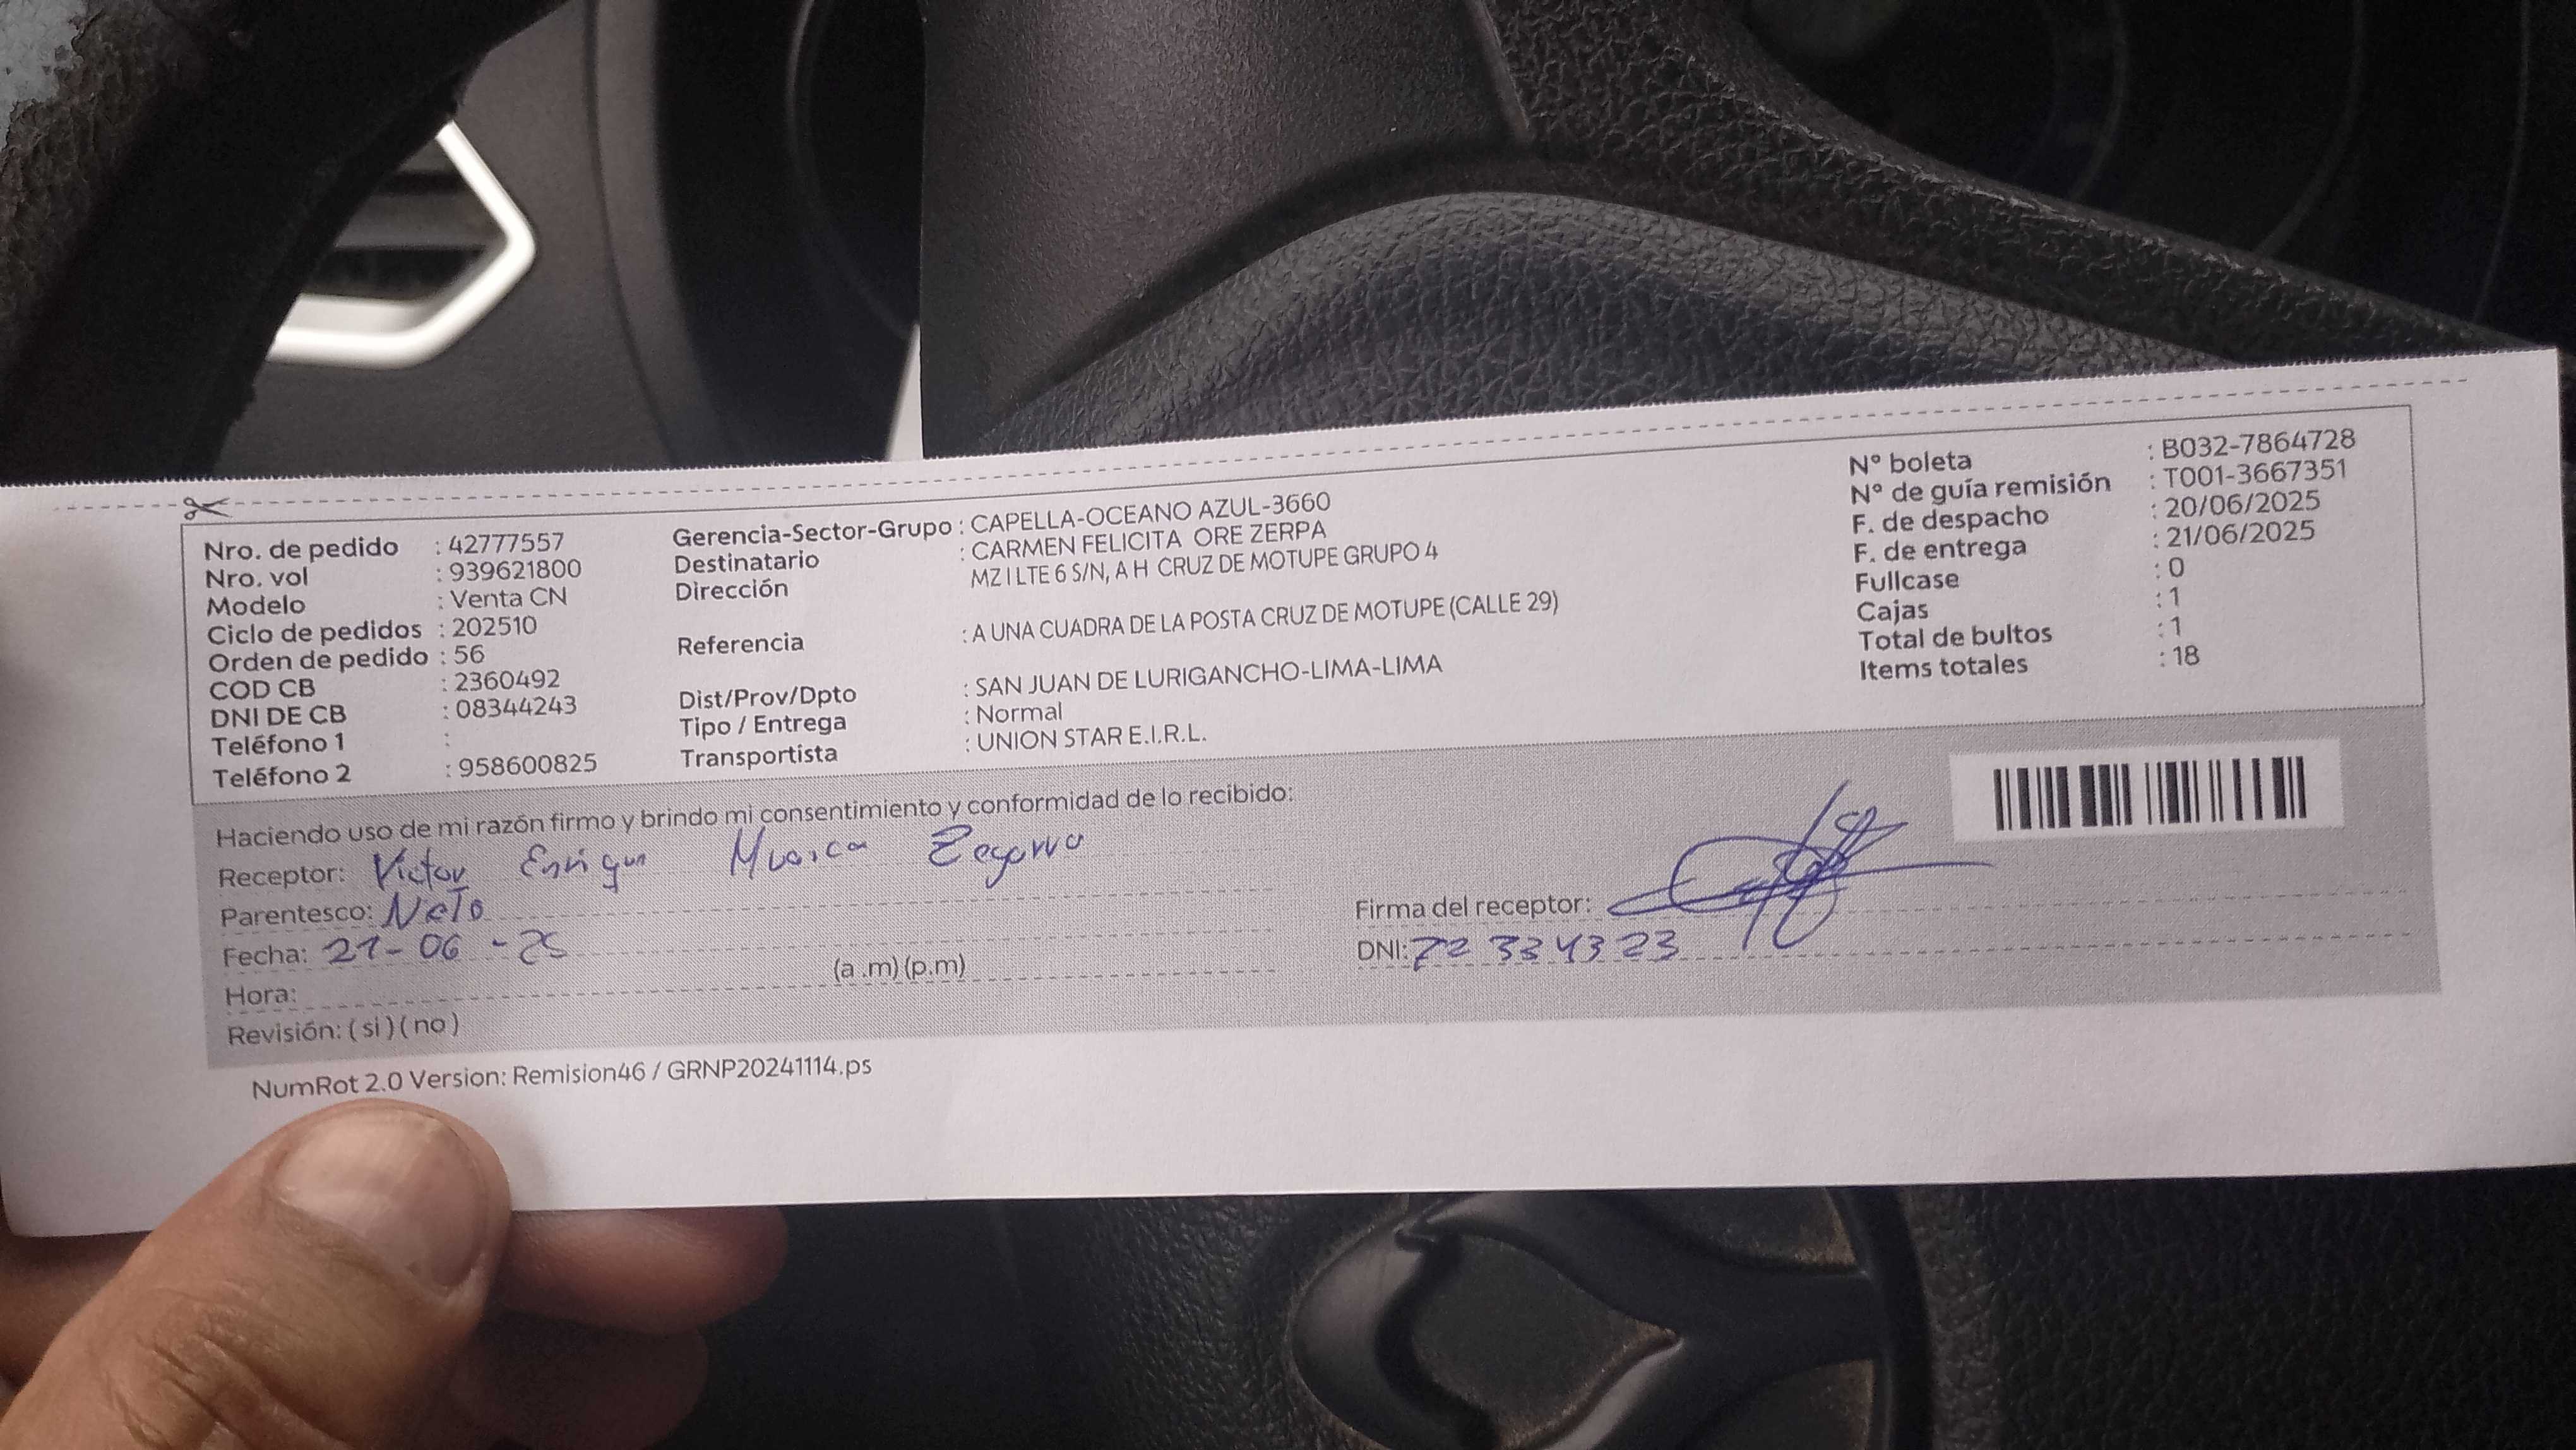 Nro. de pedido : 42777557
Nro. vol : 939621800
Modelo : Venta CN
Ciclo de pedidos : 202510
Orden de pedido : 56
COD CB : 2360492
DNI DE CB : 08344243
Teléfono 1 :
Teléfono 2 : 958600825
Gerencia-Sector-Grupo : CAPELLA-OCEANO AZUL-3660
Destinatario : CARMEN FELICITA ORE ZERPA
Dirección MZ I LTE 6 S/N, A H CRUZ DE MOTUPE GRUPO 4
Referencia : A UNA CUADRA DE LA POSTA CRUZ DE MOTUPE (CALLE 29)
Dist/Prov/Dpto : SAN JUAN DE LURIGANCHO-LIMA-LIMA
Tipo / Entrega : Normal
Transportista : UNION STAR E.I.R.L.
N° boleta : B032-7864728
N° de guía remisión : T001-3667351
F. de despacho : 20/06/2025
F. de entrega : 21/06/2025
Fullcase : 0
Cajas : 1
Total de bultos : 1
Items totales : 18
Haciendo uso de mi razón firmo y brindo mi consentimiento y conformidad de lo recibido:
Receptor: Victor Enrique Zegarra
Parentesco: Neto
Fecha: 21-06-25
Hora: (a .m) (p.m)
Revisión: ( si ) ( no )
Firma del receptor:
DNI: 72334323
NumRot 2.0 Version: Remision46 / GRNP20241114.ps